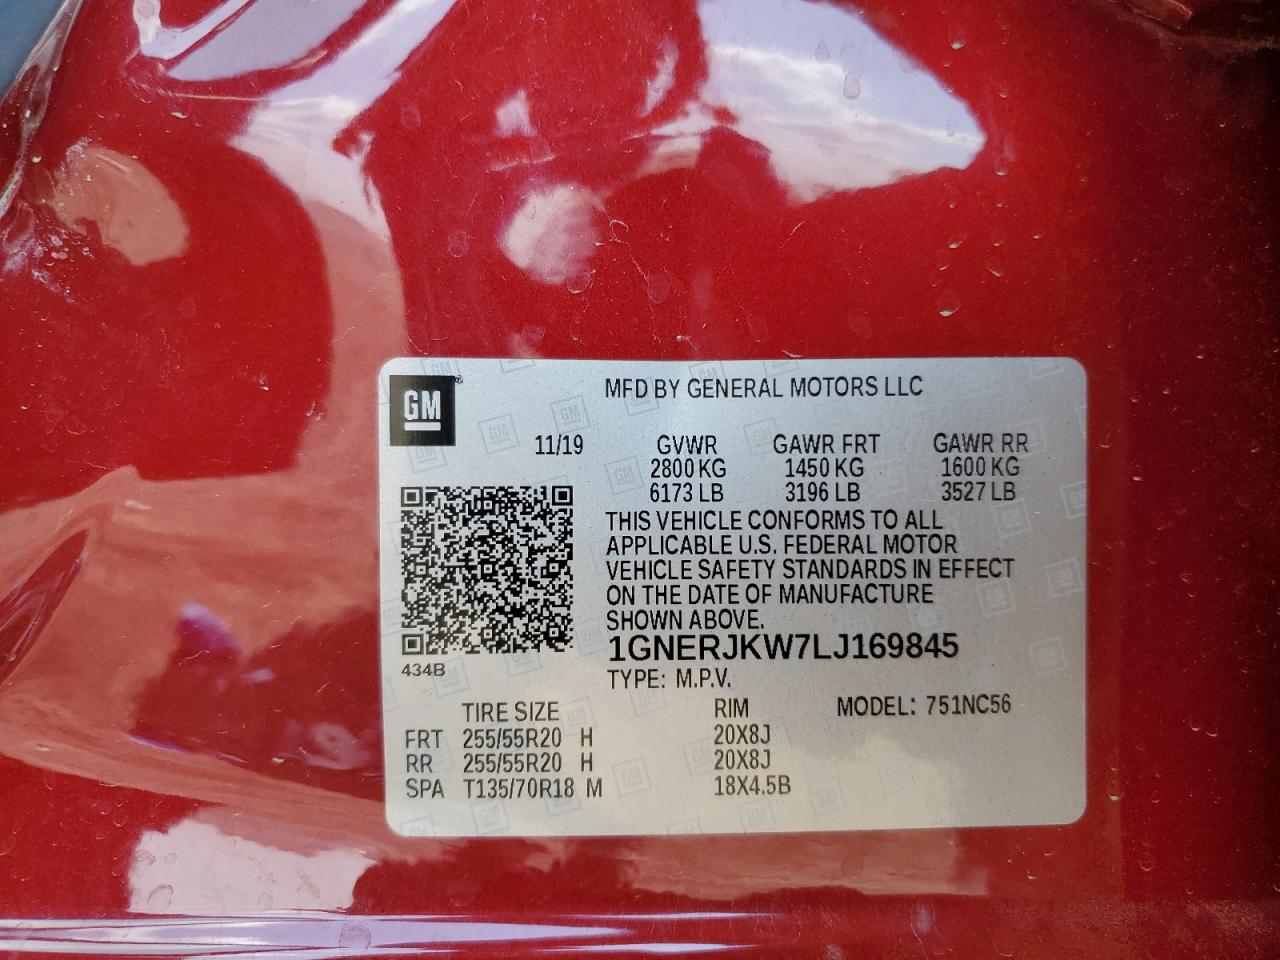 GM
MFD BY GENERAL MOTORS LLC
11/19 GVWR GAWR FRT GAWR RR
2800 KG 1450 KG 1600 KG
6173 LB 3196 LB 3527 LB
THIS VEHICLE CONFORMS TO ALL
APPLICABLE U.S. FEDERAL MOTOR
VEHICLE SAFETY STANDARDS IN EFFECT
ON THE DATE OF MANUFACTURE
SHOWN ABOVE.
1GNERJKW7LJ169845
434B
TYPE: M.P.V.
TIRE SIZE RIM MODEL: 751NC56
FRT 255/55R20 H 20X8J
RR 255/55R20 H 20X8J
SPA T135/70R18 M 18X4.5B